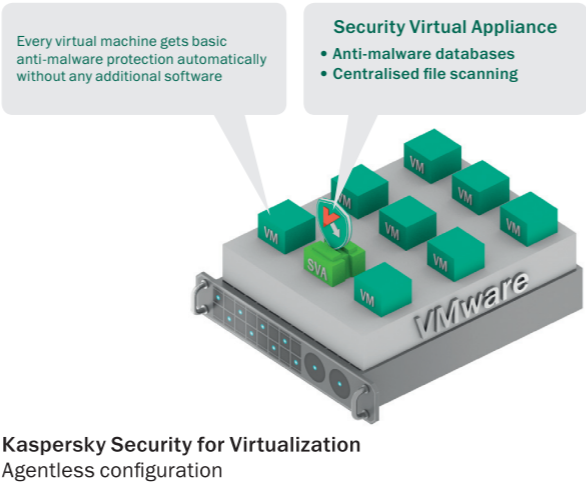 Every virtual machine gets basic
anti-malware protection automatically
without any additional software
Security Virtual Appliance
• Anti-malware databases
• Centralised file scanning
VM
VM
VM
VM
VM
VM
SVA
VM
VM
VMware
Kaspersky Security for Virtualization
Agentless configuration